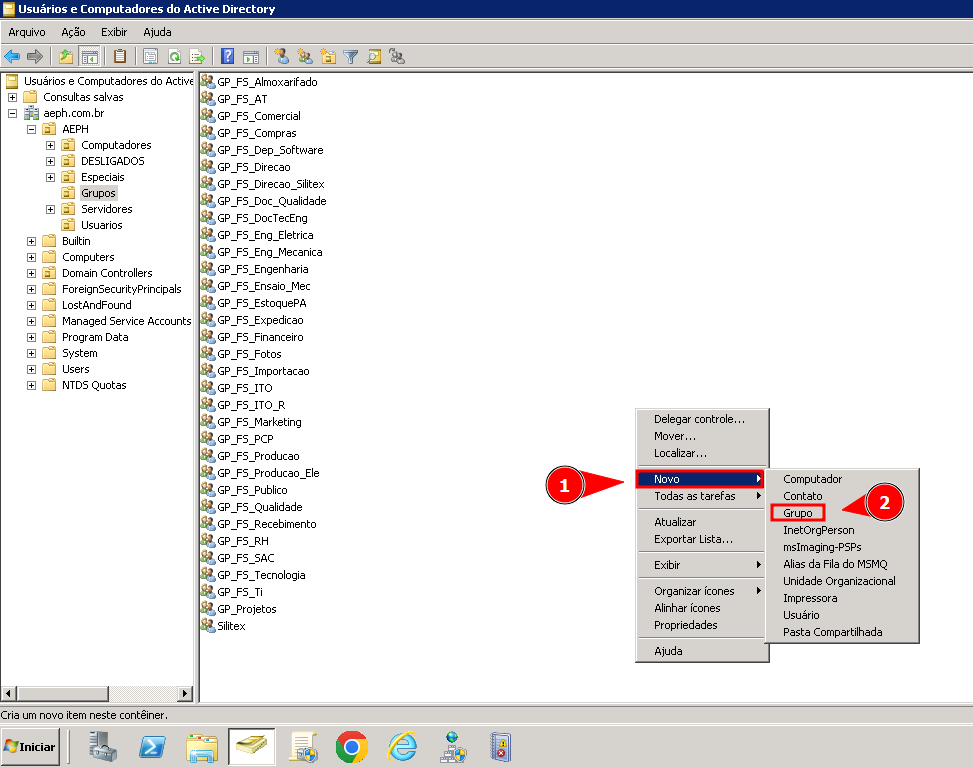 Usuários e Computadores do Active Directory
Arquivo Ação Exibir Ajuda
Usuários e Computadores do Active
Consultas salvas
aeph.com.br
AEPH
Computadores
DESLIGADOS
Especiais
Grupos
Servidores
Usuarios
Builtin
Computers
Domain Controllers
ForeignSecurityPrincipals
LostAndFound
Managed Service Accounts
Program Data
System
Users
NTDS Quotas
GP_FS_Almoxarifado
GP_FS_AT
GP_FS_Comercial
GP_FS_Compras
GP_FS_Dep_Software
GP_FS_Direcao
GP_FS_Direcao_Silitex
GP_FS_Doc_Qualidade
GP_FS_DocTecEng
GP_FS_Eng_Eletrica
GP_FS_Eng_Mecanica
GP_FS_Engenharia
GP_FS_Ensaio_Mec
GP_FS_EstoquePA
GP_FS_Expedicao
GP_FS_Financeiro
GP_FS_Fotos
GP_FS_Importacao
GP_FS_ITO
GP_FS_ITO_R
GP_FS_Marketing
GP_FS_PCP
GP_FS_Producao
GP_FS_Producao_Ele
GP_FS_Publico
GP_FS_Qualidade
GP_FS_Recebimento
GP_FS_RH
GP_FS_SAC
GP_FS_Tecnologia
GP_FS_Ti
GP_Projetos
Silitex
Delegar controle...
Mover...
Localizar...
1
Novo
Todas as tarefas
Atualizar
Exportar Lista...
Exibir
Organizar ícones
Alinhar ícones
Propriedades
Ajuda
Computador
Contato
Grupo
2
InetOrgPerson
msImaging-PSPs
Alias da Fila do MSMQ
Unidade Organizacional
Impressora
Usuário
Pasta Compartilhada
Cria um novo item neste contêiner.
Iniciar